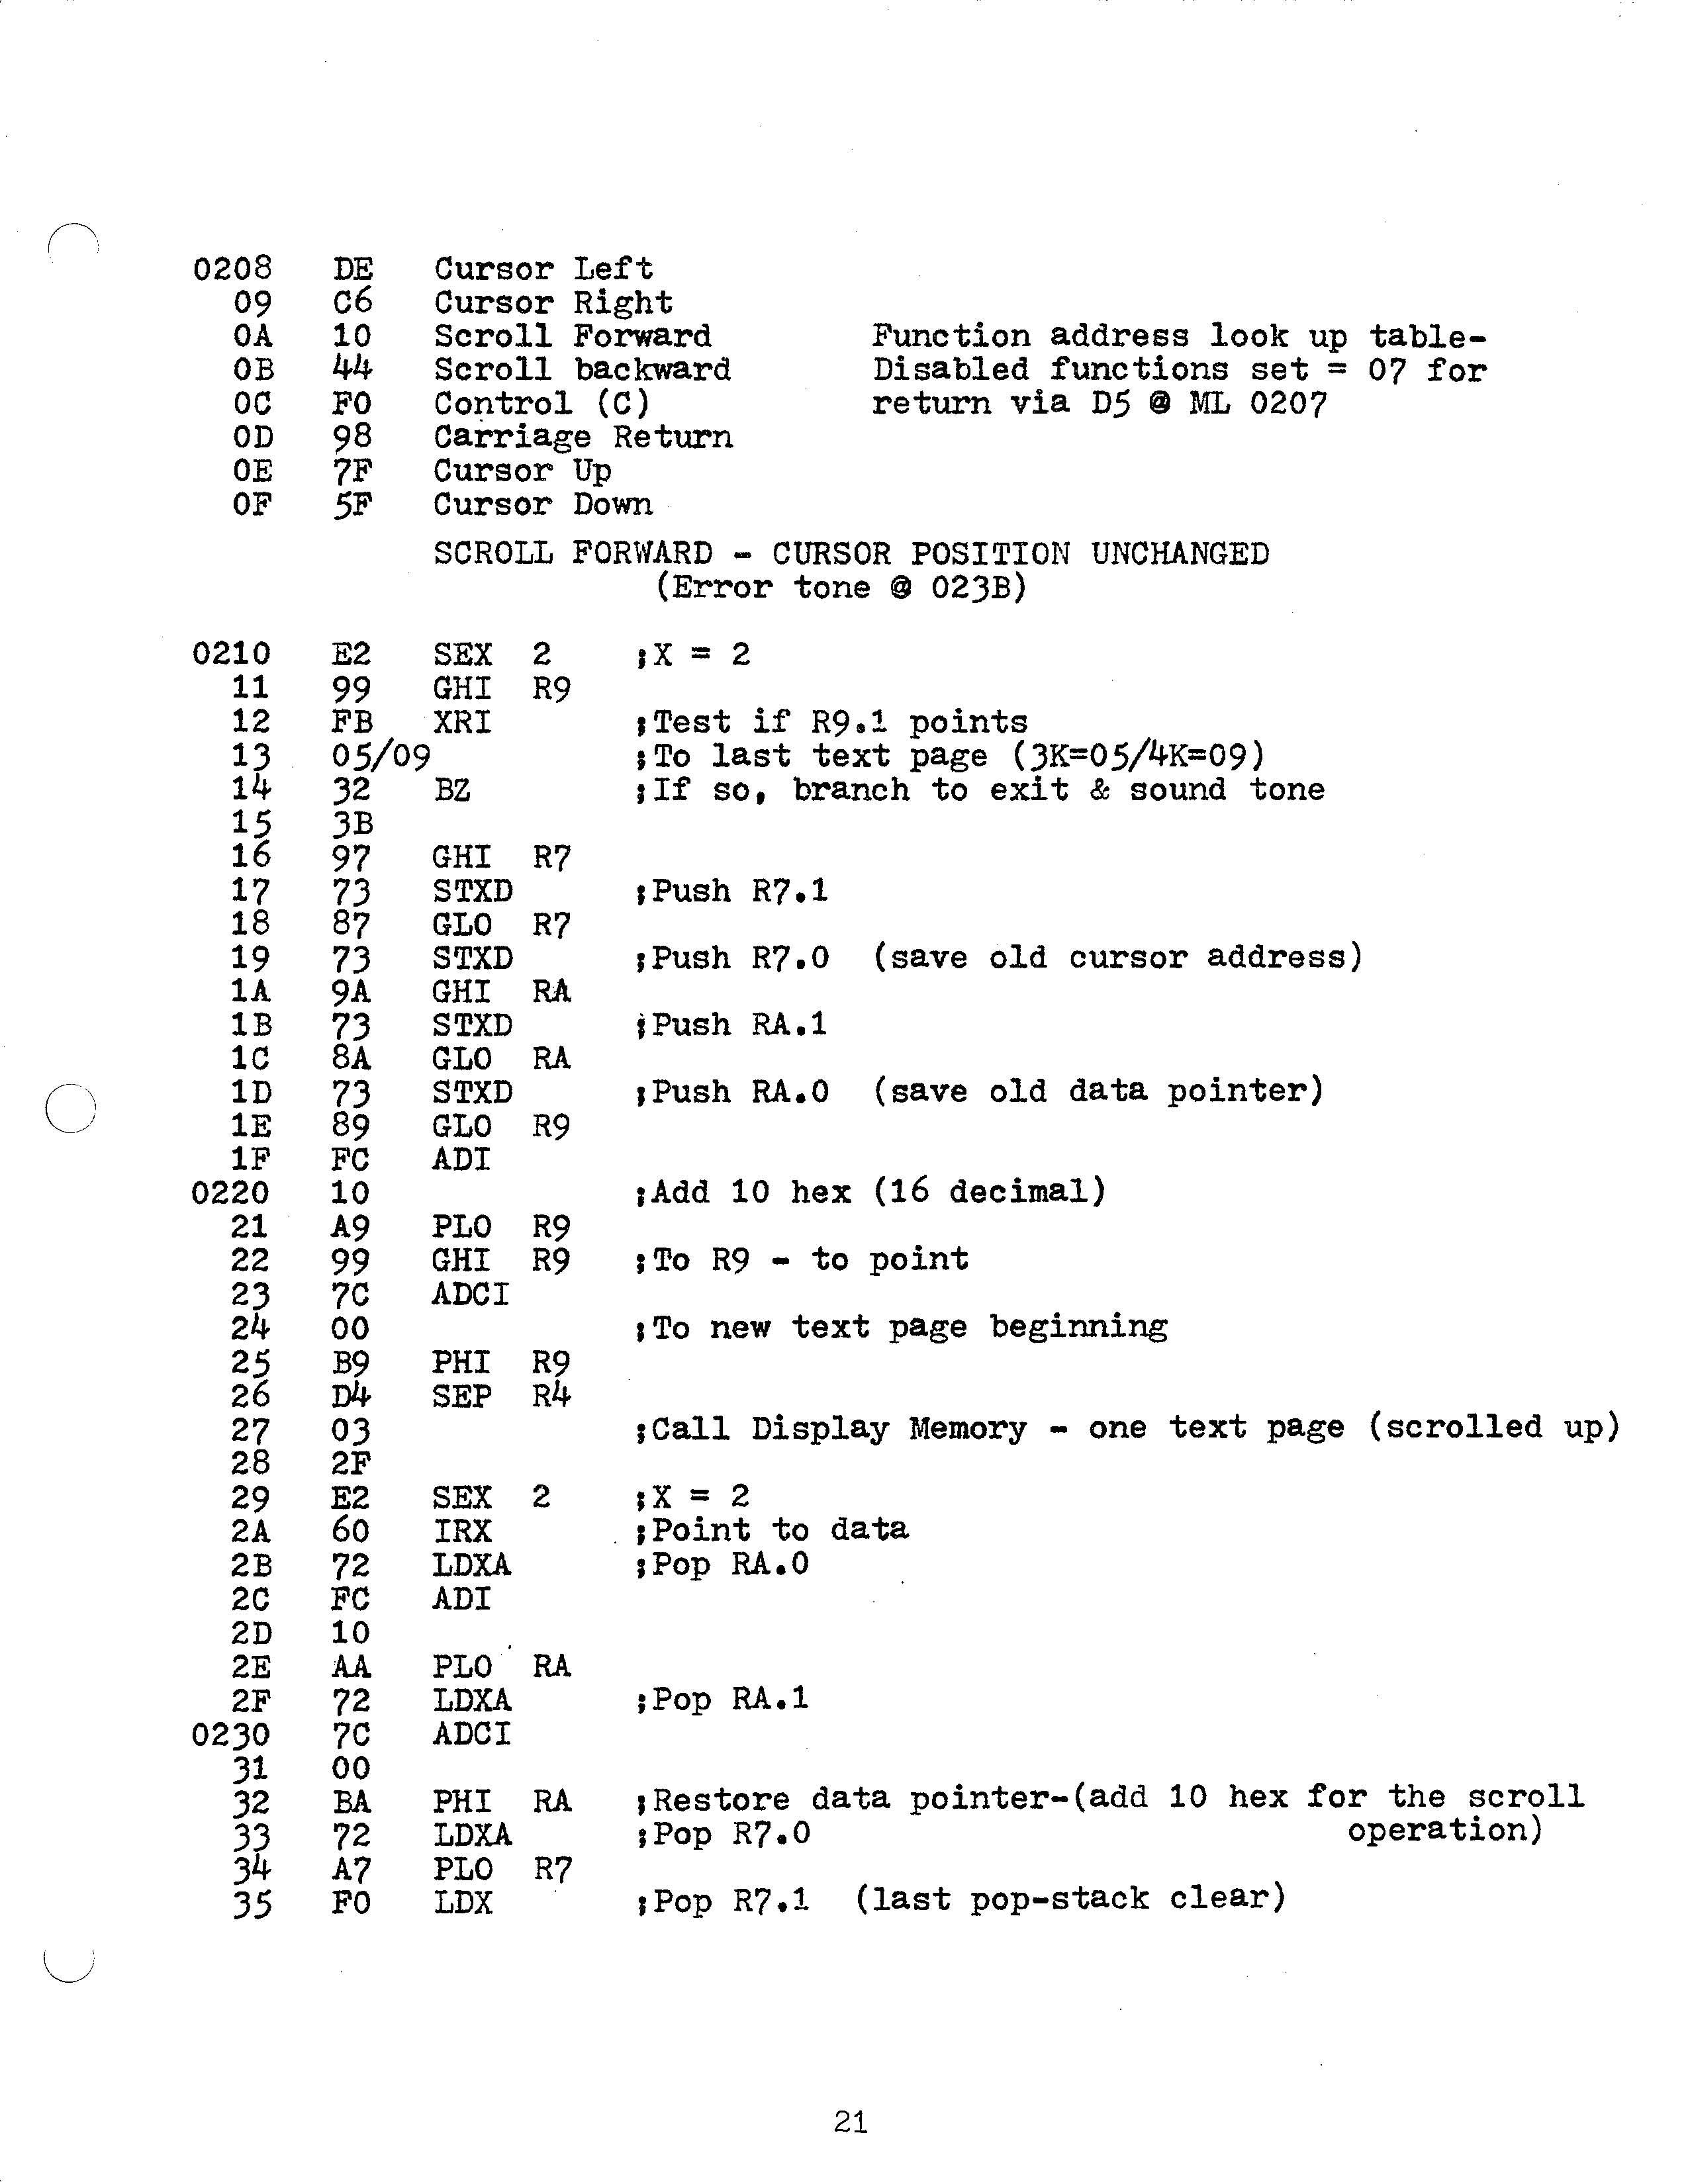 0208 DE Cursor Left
09 C6 Cursor Right
0A 10 Scroll Forward Function address look up table-
0B 44 Scroll backward Disabled functions set = 07 for
0C F0 Control (C) return via D5 @ ML 0207
0D 98 Carriage Return
0E 7F Cursor Up
0F 5F Cursor Down
SCROLL FORWARD - CURSOR POSITION UNCHANGED
(Error tone @ 023B)
0210 E2 SEX 2 ;X = 2
11 99 GHI R9
12 FB XRI ;Test if R9.1 points
13 05/09 ;To last text page (3K=05/4K=09)
14 32 BZ ;If so, branch to exit & sound tone
15 3B
16 97 GHI R7
17 73 STXD ;Push R7.1
18 87 GLO R7
19 73 STXD ;Push R7.0 (save old cursor address)
1A 9A GHI RA
1B 73 STXD ;Push RA.1
1C 8A GLO RA
1D 73 STXD ;Push RA.0 (save old data pointer)
1E 89 GLO R9
1F FC ADI
0220 10 ;Add 10 hex (16 decimal)
21 A9 PLO R9
22 99 GHI R9 ;To R9 - to point
23 7C ADCI
24 00 ;To new text page beginning
25 B9 PHI R9
26 D4 SEP R4
27 03 ;Call Display Memory - one text page (scrolled up)
28 2F
29 E2 SEX 2 ;X = 2
2A 60 IRX ;Point to data
2B 72 LDXA ;Pop RA.0
2C FC ADI
2D 10
2E AA PLO RA
2F 72 LDXA ;Pop RA.1
0230 7C ADCI
31 00
32 BA PHI RA ;Restore data pointer-(add 10 hex for the scroll
33 72 LDXA ;Pop R7.0 operation)
34 A7 PLO R7
35 F0 LDX ;Pop R7.1 (last pop-stack clear)
21